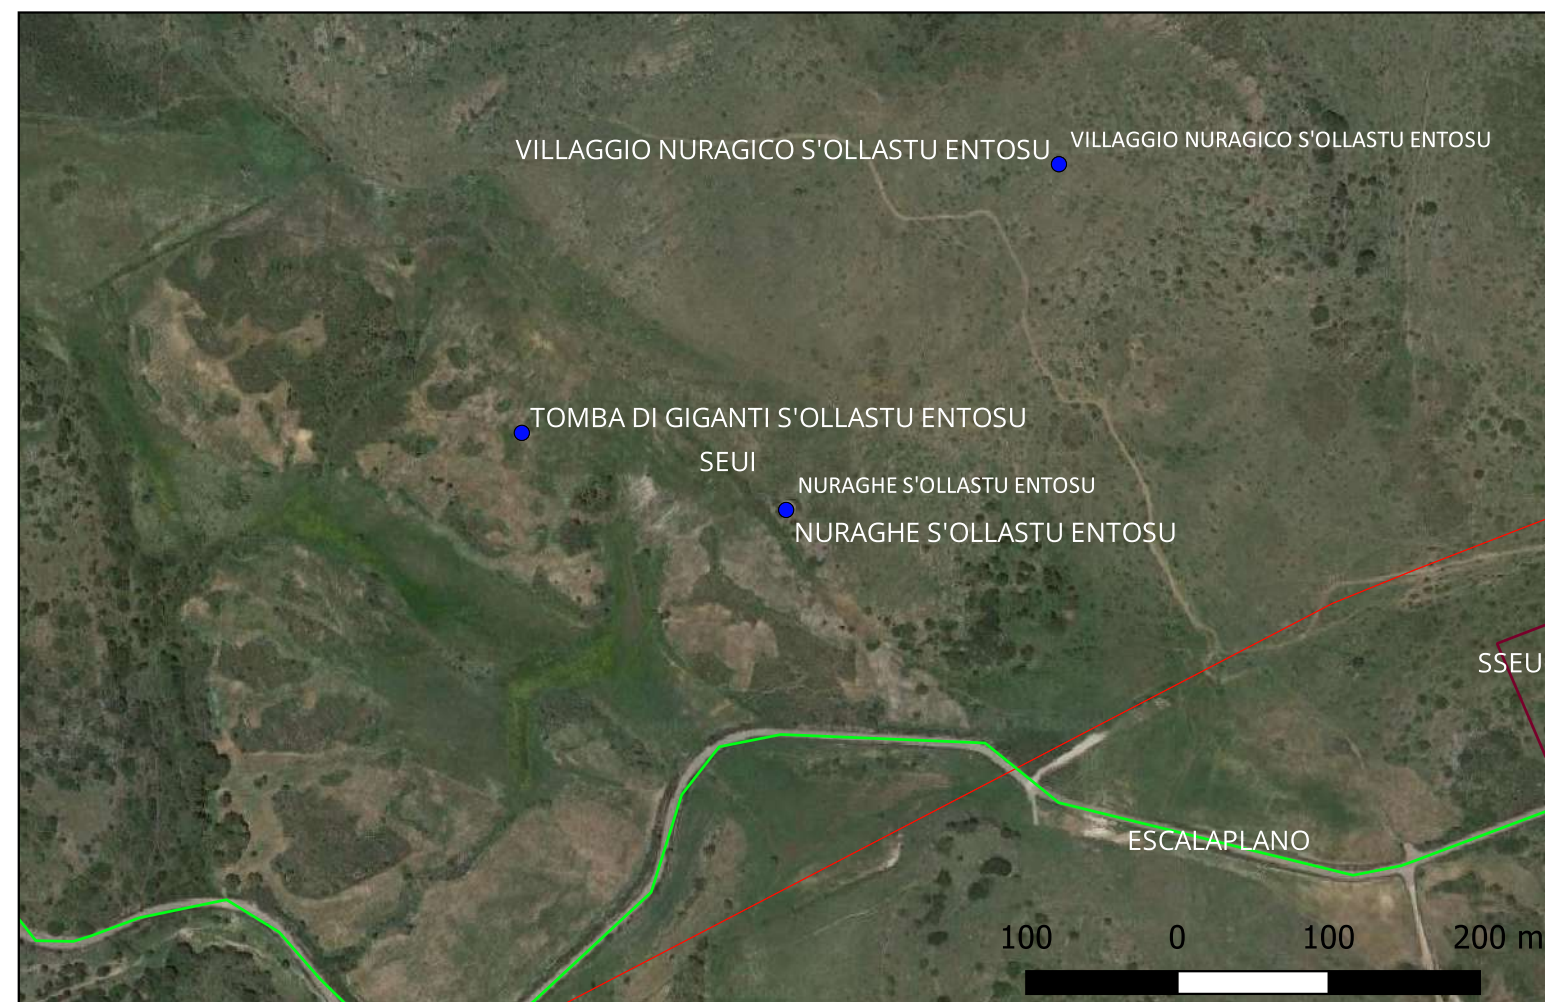 VILLAGGIO NURAGICO S'OLLASTU ENTOSU
VILLAGGIO NURAGICO S'OLLASTU ENTOSU
TOMBA DI GIGANTI S'OLLASTU ENTOSU
SEUI
NURAGHE S'OLLASTU ENTOSU
NURAGHE S'OLLASTU ENTOSU
SSEU
ESCALAPLANO
100 0 100 200 m